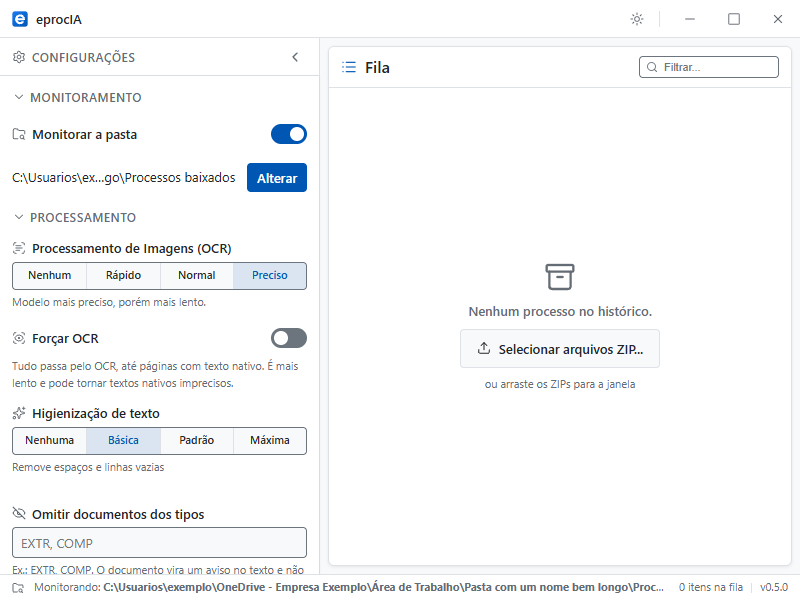 eprocIA
CONFIGURAÇÕES
MONITORAMENTO
Monitorar a pasta
C:\Usuarios\ex...go\Processos baixados
Alterar
PROCESSAMENTO
Processamento de Imagens (OCR)
Nenhum Rápido Normal Preciso
Modelo mais preciso, porém mais lento.
Forçar OCR
Tudo passa pelo OCR, até páginas com texto nativo. É mais
lento e pode tornar textos nativos imprecisos.
Higienização de texto
Nenhuma Básica Padrão Máxima
Remove espaços e linhas vazias
Omitir documentos dos tipos
EXTR, COMP
Ex.: EXTR, COMP. O documento vira um aviso no texto e não
Fila
Filtrar...
Nenhum processo no histórico.
Selecionar arquivos ZIP...
ou arraste os ZIPs para a janela
Monitorando: C:\Usuarios\exemplo\OneDrive - Empresa Exemplo\Área de Trabalho\Pasta com um nome bem longo\Proc... 0 itens na fila v0.5.0